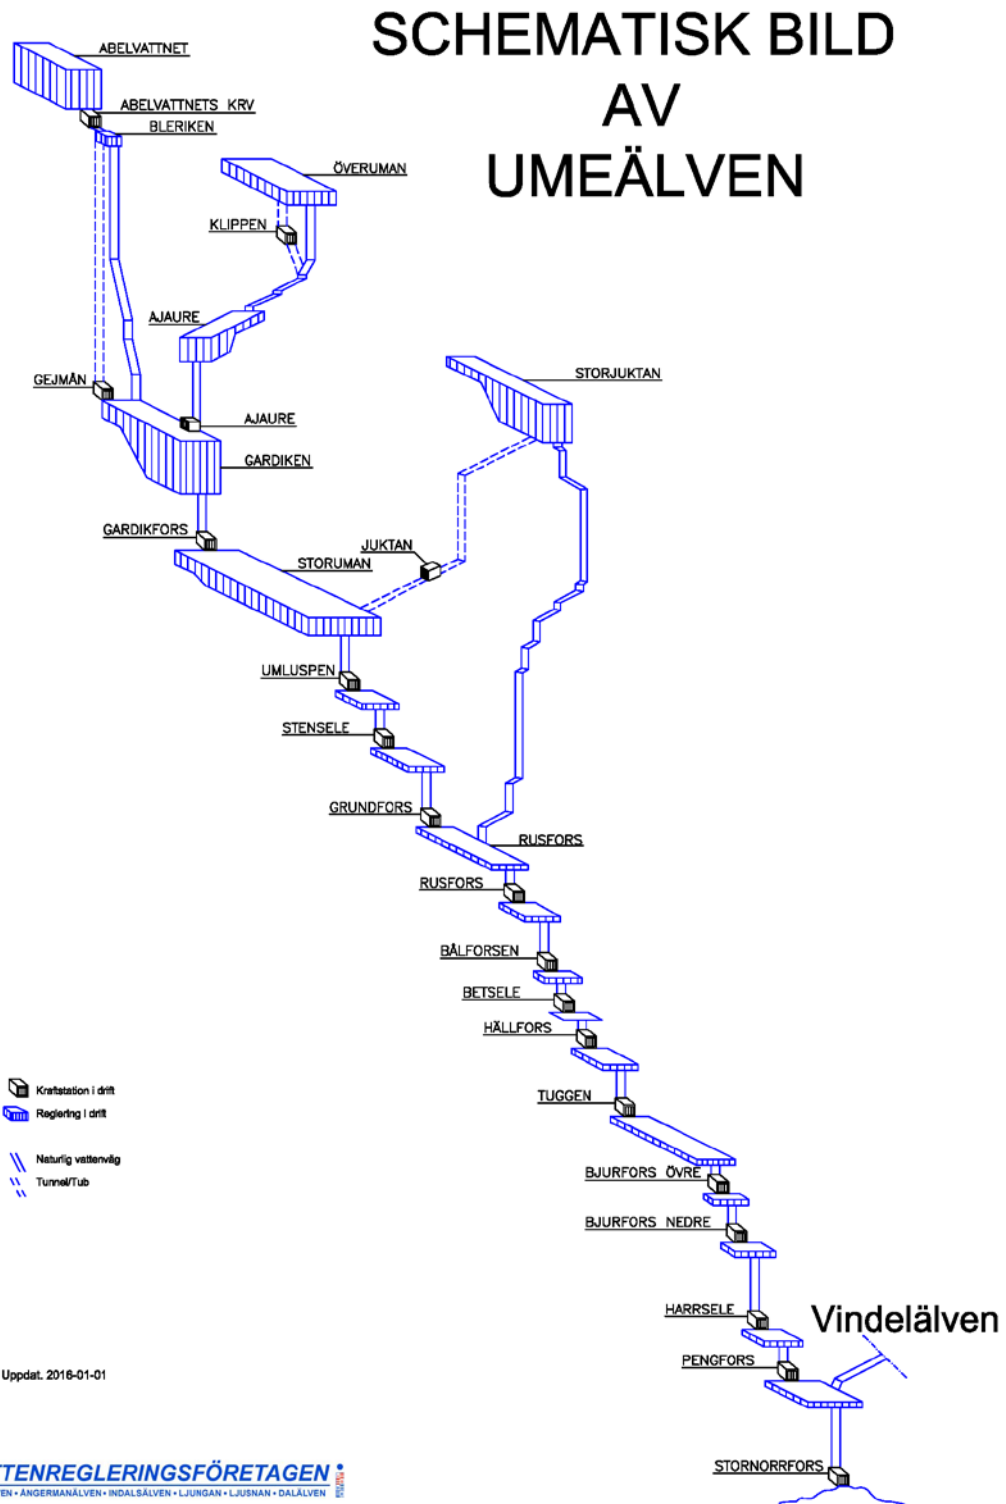 SCHEMATISK BILD
AV
UMEÄLVEN
ABELVATTNET
ABELVATTNETS KRV
BLERIKEN
ÖVERUMAN
KLIPPEN
AJAURE
STORJUKTAN
GEJMÅN
AJAURE
GARDIKEN
GARDIKFORS
JUKTAN
STORUMAN
UMLUSPEN
STENSELE
GRUNDFORS
RUSFORS
RUSFORS
BÅLFORSEN
BETSELE
HÄLLFORS
TUGGEN
BJURFORS ÖVRE
BJURFORS NEDRE
HARRSELE
Vindelälven
PENGFORS
STORNORRFORS
Kraftstation i drift
Reglering i drift
Naturlig vattenväg
Tunnel/Tub
Uppdat. 2016-01-01
TTENREGLERINGSFÖRETAGEN
EN • ÅNGERMANÄLVEN • INDALSÄLVEN • LJUNGAN • LJUSNAN • DALÄLVEN